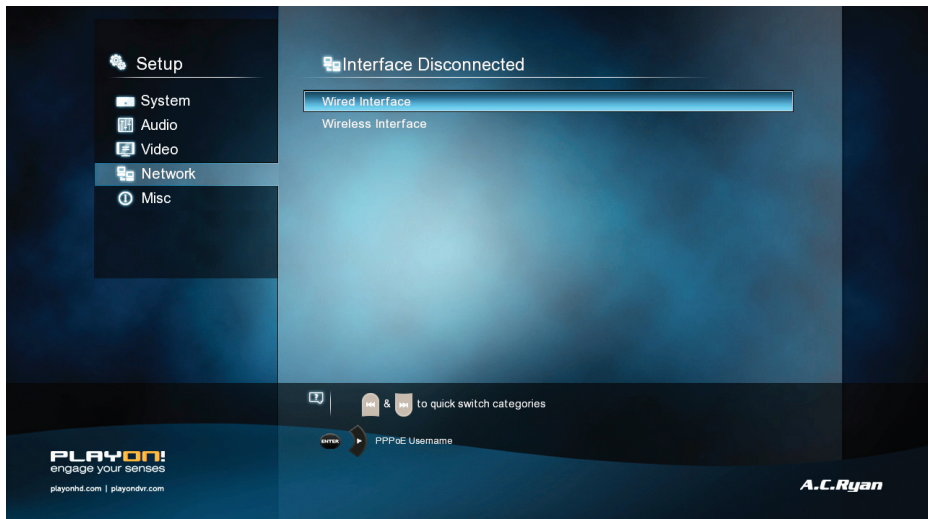 Setup
System
Audio
Video
Network
Misc
Interface Disconnected
Wired Interface
Wireless Interface
& to quick switch categories
ENTER PPPoE Username
PLAYON!
engage your senses
playonhd.com | playondvr.com
A.C.Ryan